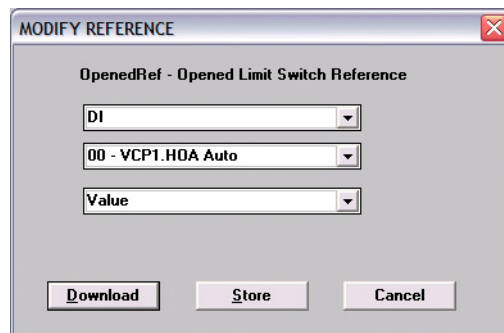 MODIFY REFERENCE
OpenedRef - Opened Limit Switch Reference
DI
00 - VCP1.HOA Auto
Value
Download
Store
Cancel